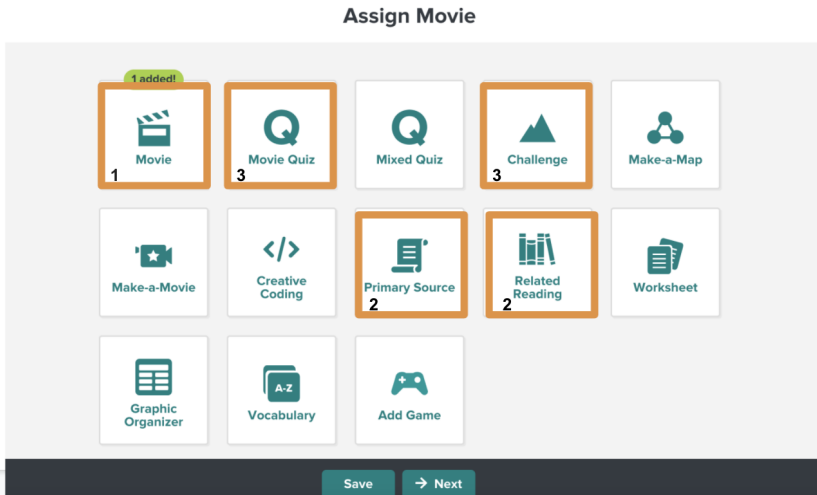 Assign Movie
1 added!
Movie
1
Movie Quiz
3
Mixed Quiz
Challenge
3
Make-a-Map
Make-a-Movie
</>
Creative
Coding
Primary Source
2
Related
Reading
2
Worksheet
Graphic
Organizer
A-Z
Vocabulary
Add Game
Save
→ Next